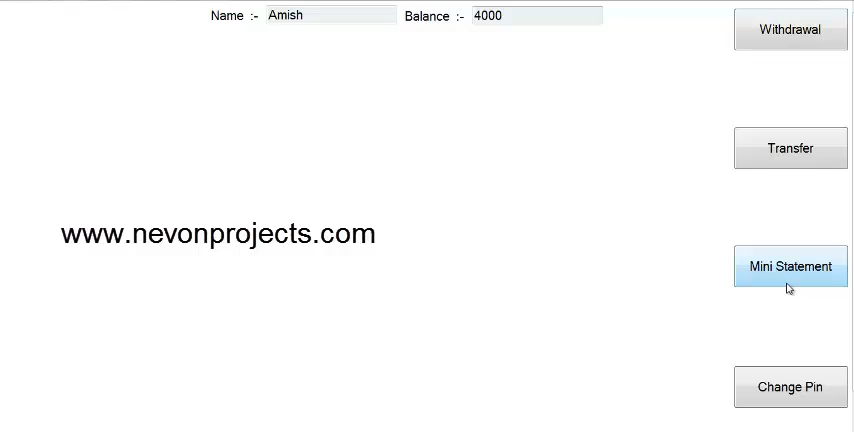 Name :- Amish Balance :- 4000
Withdrawal
Transfer
www.nevonprojects.com
Mini Statement
Change Pin